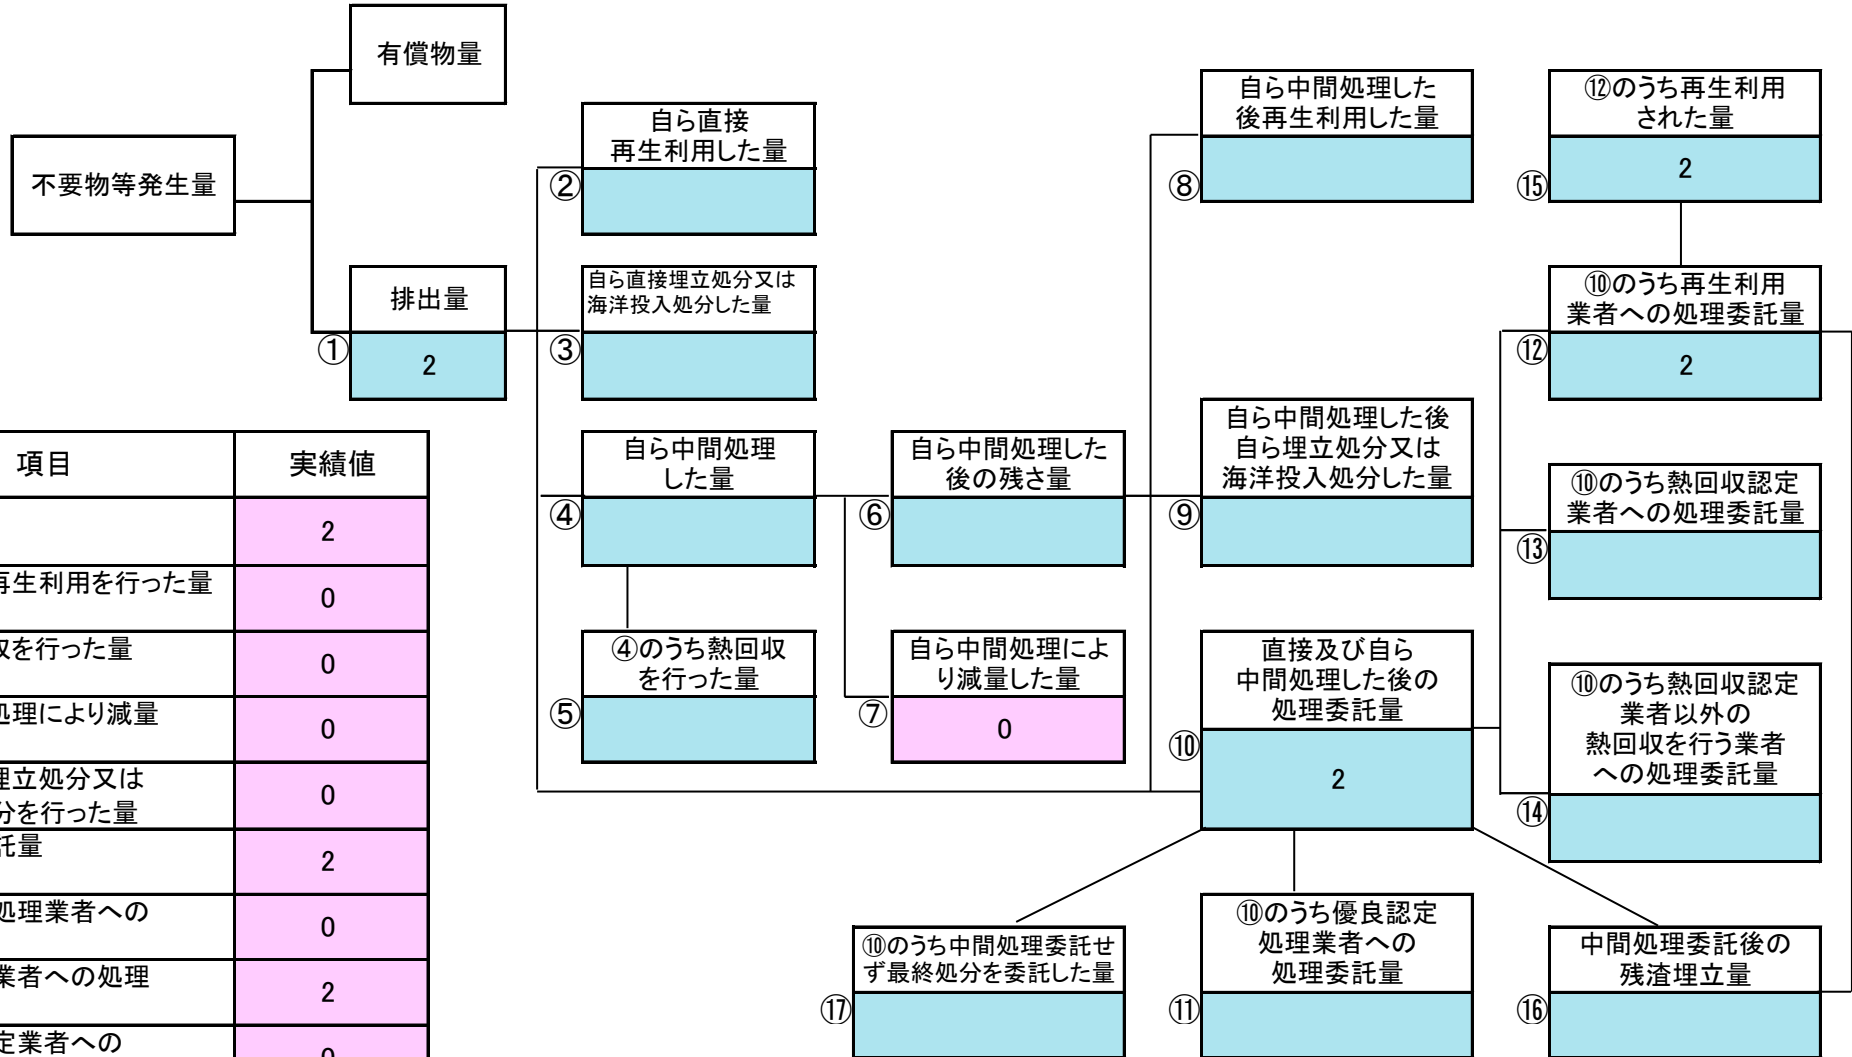 有償物量
不要物等発生量
排出量
①
2
自ら直接
再生利用した量
②
自ら直接埋立処分又は
海洋投入処分した量
③
自ら中間処理
した量
④
④のうち熱回収
を行った量
⑤
自ら中間処理した
後の残さ量
⑥
自ら中間処理によ
り減量した量
⑦
0
自ら中間処理した
後再生利用した量
⑧
自ら中間処理した後
自ら埋立処分又は
海洋投入処分した量
⑨
直接及び自ら
中間処理した後の
処理委託量
⑩
2
⑫のうち再生利用
された量
⑮
2
⑩のうち再生利用
業者への処理委託量
⑫
2
⑩のうち熱回収認定
業者への処理委託量
⑬
⑩のうち熱回収認定
業者以外の
熱回収を行う業者
への処理委託量
⑭
⑩のうち中間処理委託せ
ず最終処分を委託した量
⑰
⑩のうち優良認定
処理業者への
処理委託量
⑪
中間処理委託後の
残渣埋立量
⑯
項目 実績値
2
再生利用を行った量
0
を行った量
0
処理により減量
0
埋立処分又は
分を行った量
0
託量
2
処理業者への
0
業者への処理
2
定業者への
0